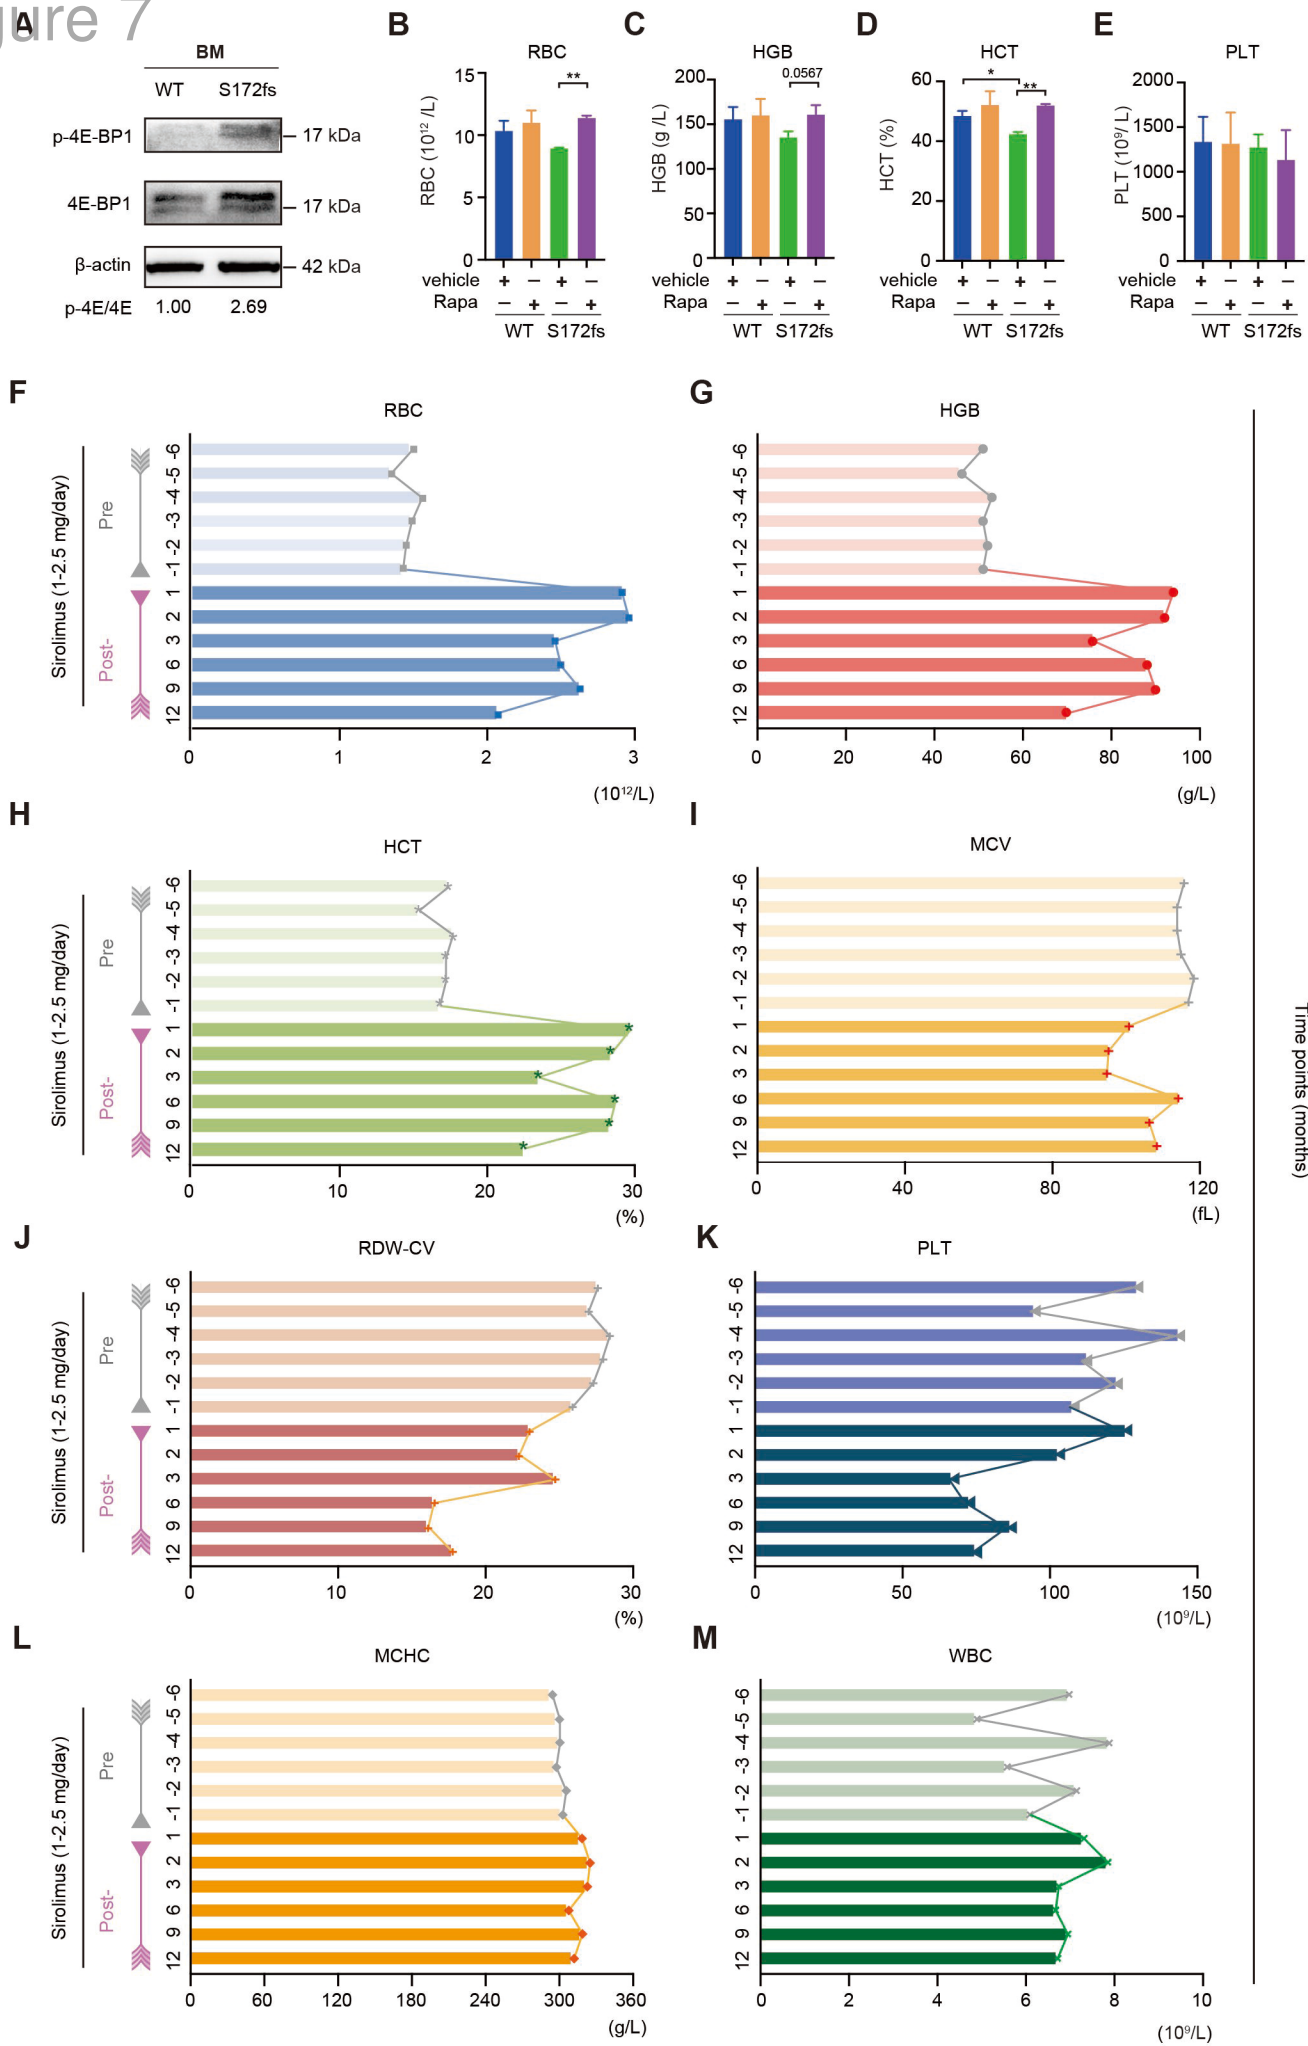 gure 7
A
BM
WT S172fs
p-4E-BP1 17 kDa
4E-BP1 17 kDa
β-actin 42 kDa
p-4E/4E 1.00 2.69
B
RBC
RBC (10¹² /L)
15
10
5
0
**
vehicle + − + −
Rapa − + − +
WT S172fs
C
HGB
HGB (g /L)
200
150
100
50
0
0.0567
vehicle + − + −
Rapa − + − +
WT S172fs
D
HCT
HCT (%)
60
40
20
0
* **
vehicle + − + −
Rapa − + − +
WT S172fs
E
PLT
PLT (10⁹/ L)
2000
1500
1000
500
0
vehicle + − + −
Rapa − + − +
WT S172fs
F
RBC
Sirolimus (1-2.5 mg/day)
Pre
Post-
-6
-5
-4
-3
-2
-1
1
2
3
6
9
12
0 1 2 3
(10¹²/L)
G
HGB
-6
-5
-4
-3
-2
-1
1
2
3
6
9
12
0 20 40 60 80 100
(g/L)
H
HCT
Sirolimus (1-2.5 mg/day)
Pre
Post-
-6
-5
-4
-3
-2
-1
1
2
3
6
9
12
0 10 20 30
(%)
I
MCV
-6
-5
-4
-3
-2
-1
1
2
3
6
9
12
0 40 80 120
(fL)
J
RDW-CV
Sirolimus (1-2.5 mg/day)
Pre
Post-
-6
-5
-4
-3
-2
-1
1
2
3
6
9
12
0 10 20 30
(%)
K
PLT
-6
-5
-4
-3
-2
-1
1
2
3
6
9
12
0 50 100 150
(10⁹/L)
L
MCHC
Sirolimus (1-2.5 mg/day)
Pre
Post-
-6
-5
-4
-3
-2
-1
1
2
3
6
9
12
0 60 120 180 240 300 360
(g/L)
M
WBC
-6
-5
-4
-3
-2
-1
1
2
3
6
9
12
0 2 4 6 8 10
(10⁹/L)
Time points (months)